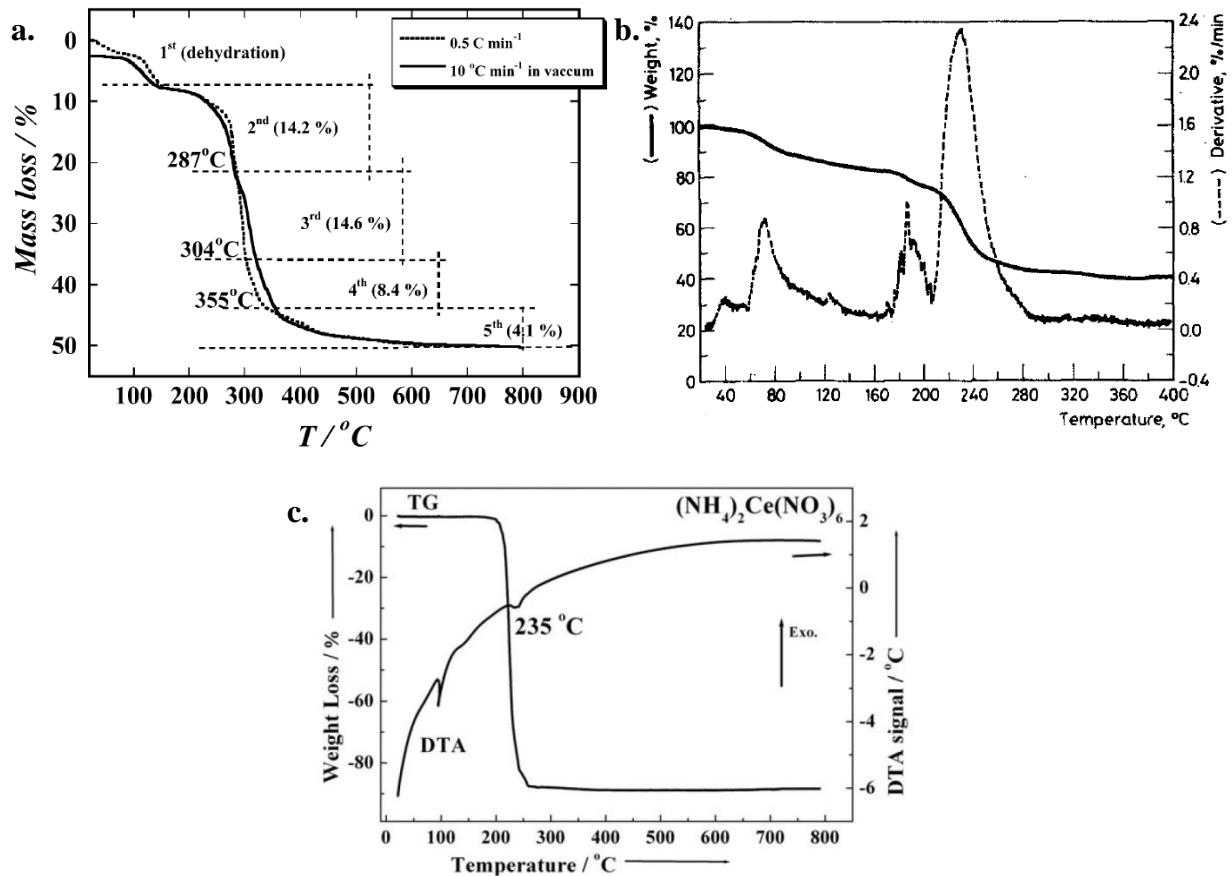 a.
0
10
20
30
40
50
Mass loss / %
1st (dehydration)
0.5 C min-1
10 °C min-1 in vaccum
2nd (14.2 %)
287°C
3rd (14.6 %)
304°C
4th (8.4 %)
355°C
5th (4.1 %)
100 200 300 400 500 600 700 800 900
T / °C
b.
(——) Weight, %
140
120
100
80
60
40
20
0
2.4
2.0
1.6
1.2
0.8
0.4
0.0
-0.4
(----) Derivative, %/min
40 80 120 160 200 240 280 320 360 400
Temperature, °C
c.
TG
(NH4)2Ce(NO3)6
0
-20
-40
-60
-80
Weight Loss / %
235 °C
Exo.
DTA
2
0
-2
-4
-6
DTA signal / °C
0 100 200 300 400 500 600 700 800
Temperature / °C